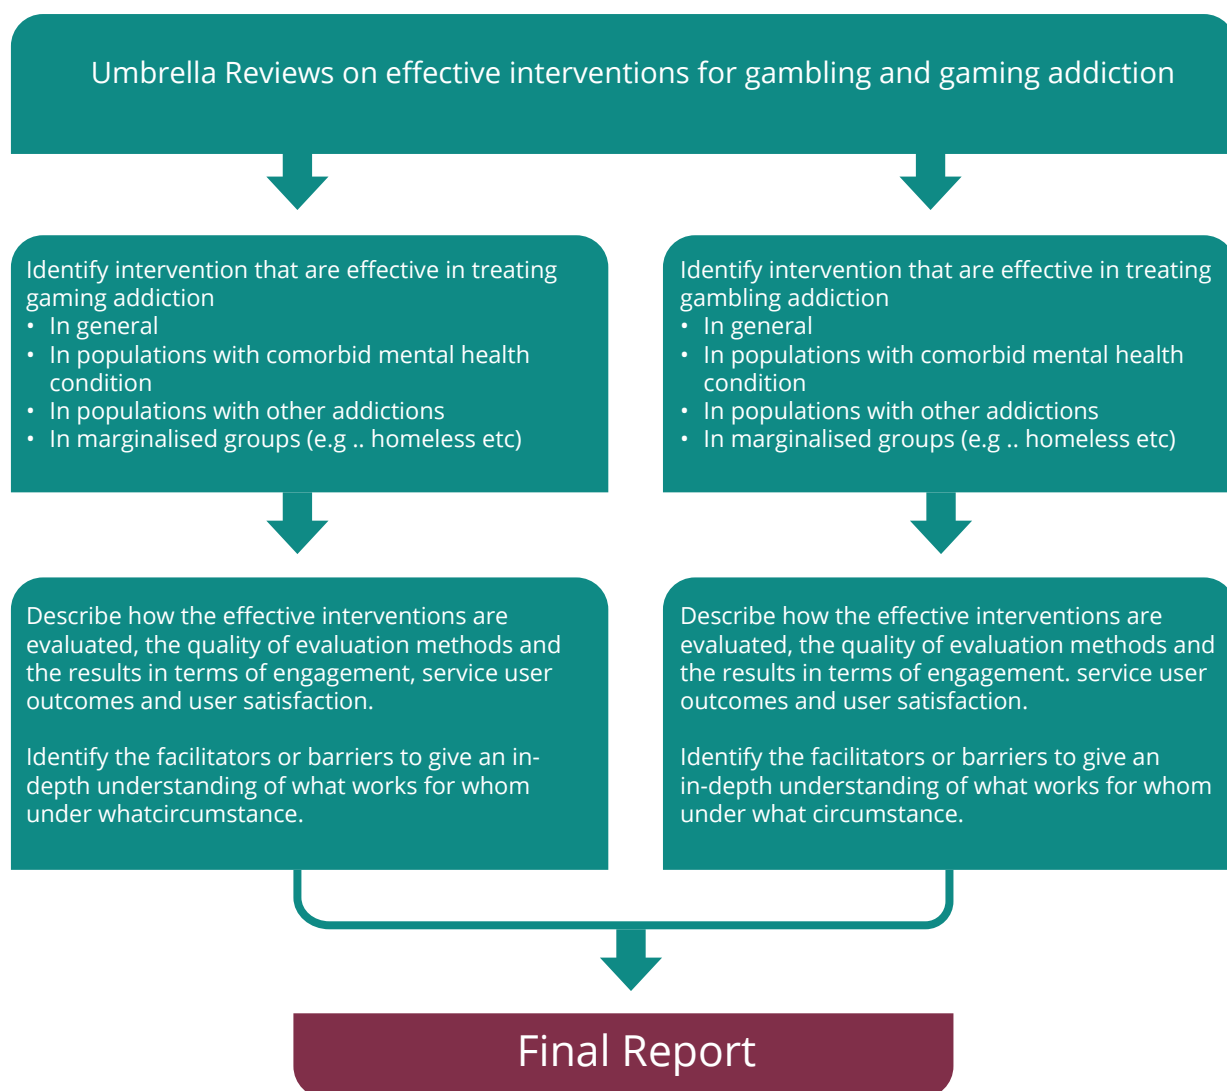 Umbrella Reviews on effective interventions for gambling and gaming addiction
Identify intervention that are effective in treating
gaming addiction
• In general
• In populations with comorbid mental health
condition
• In populations with other addictions
• In marginalised groups (e.g .. homeless etc)
Identify intervention that are effective in treating
gambling addiction
• In general
• In populations with comorbid mental health
condition
• In populations with other addictions
• In marginalised groups (e.g .. homeless etc)
Describe how the effective interventions are
evaluated, the quality of evaluation methods and
the results in terms of engagement, service user
outcomes and user satisfaction.
Identify the facilitators or barriers to give an in-
depth understanding of what works for whom
under whatcircumstance.
Describe how the effective interventions are
evaluated, the quality of evaluation methods and
the results in terms of engagement. service user
outcomes and user satisfaction.
Identify the facilitators or barriers to give an
in-depth understanding of what works for whom
under what circumstance.
Final Report